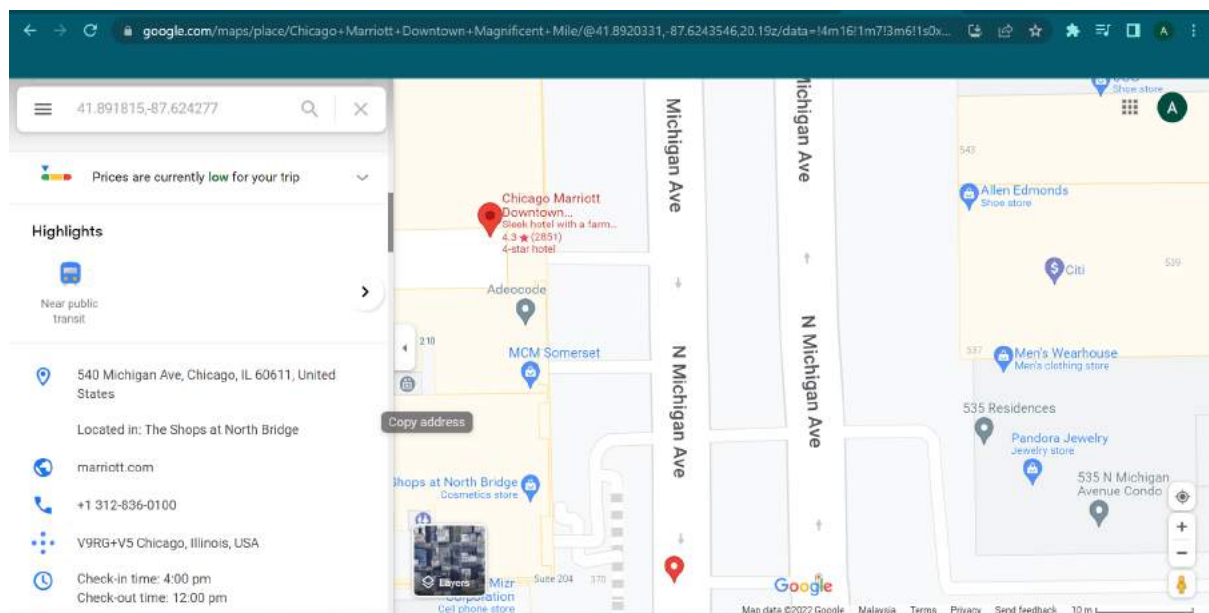 google.com/maps/place/Chicago+Marriott+Downtown+Magnificent+Mile/@41.8920331,-87.6243546,20.19z/data=!4m16!1m7!3m6!1s0x...
A
41.891815,-87.624277
Prices are currently low for your trip
Highlights
Near public
transit
540 Michigan Ave, Chicago, IL 60611, United
States
Located in: The Shops at North Bridge
Copy address
marriott.com
+1 312-836-0100
V9RG+V5 Chicago, Illinois, USA
Check-in time: 4:00 pm
Check-out time: 12:00 pm
Michigan Ave
Michigan Ave
Shoe store
A
543
Allen Edmonds
Shoe store
Chicago Marriott
Downtown...
Sleek hotel with a farm...
4.3 ★ (2851)
4-star hotel
Citi
539
Adeocode
210
MCM Somerset
N Michigan Ave
N Michigan Ave
537
Men's Wearhouse
Men's clothing store
535 Residences
Pandora Jewelry
Jewelry store
535 N Michigan
Avenue Condo
Shops at North Bridge
Cosmetics store
Layers
Mizr
Corporation
Cell phone store
Suite 204
370
Google
Map data ©2022 Google
Malaysia
Terms
Privacy
Send feedback
10 m